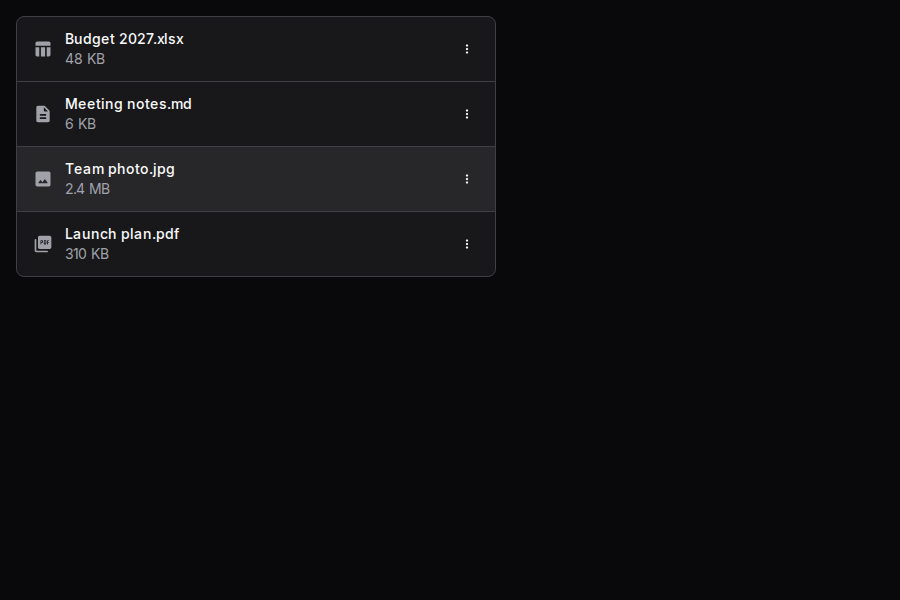 Budget 2027.xlsx
48 KB
Meeting notes.md
6 KB
Team photo.jpg
2.4 MB
PDF
Launch plan.pdf
310 KB